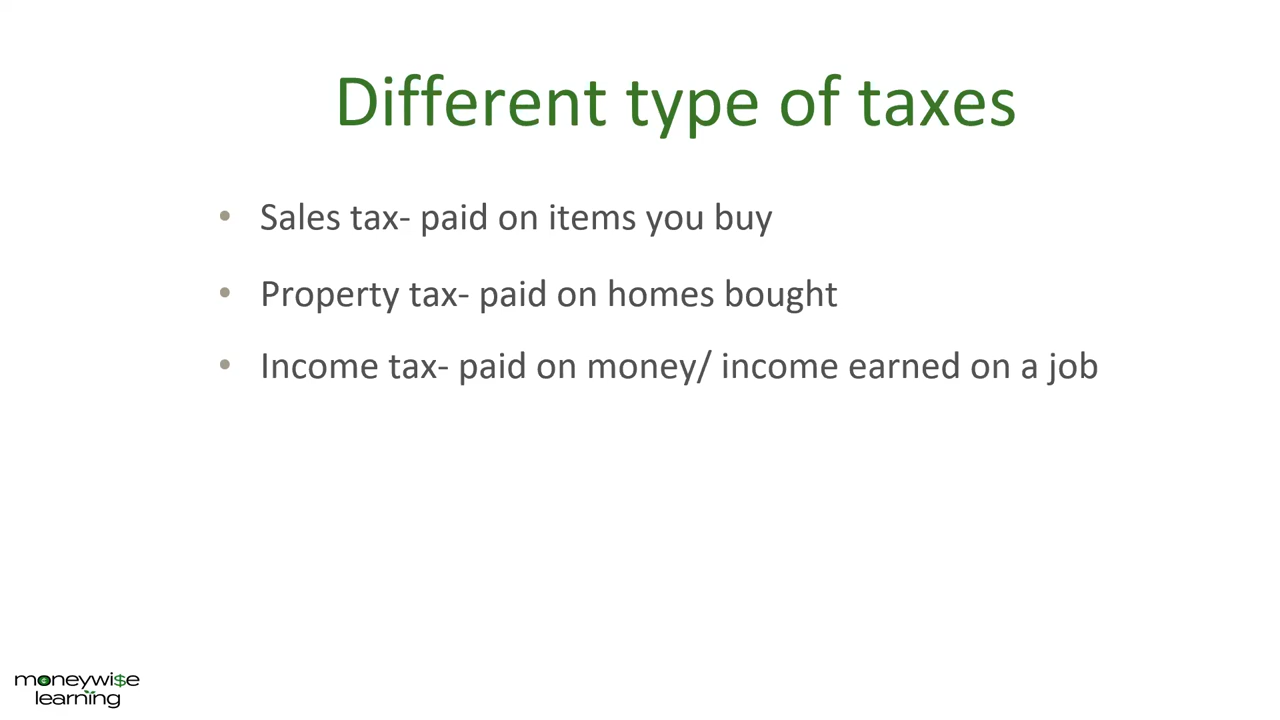 Different type of taxes
• Sales tax- paid on items you buy
• Property tax- paid on homes bought
• Income tax- paid on money/ income earned on a job
moneywi$e
learning